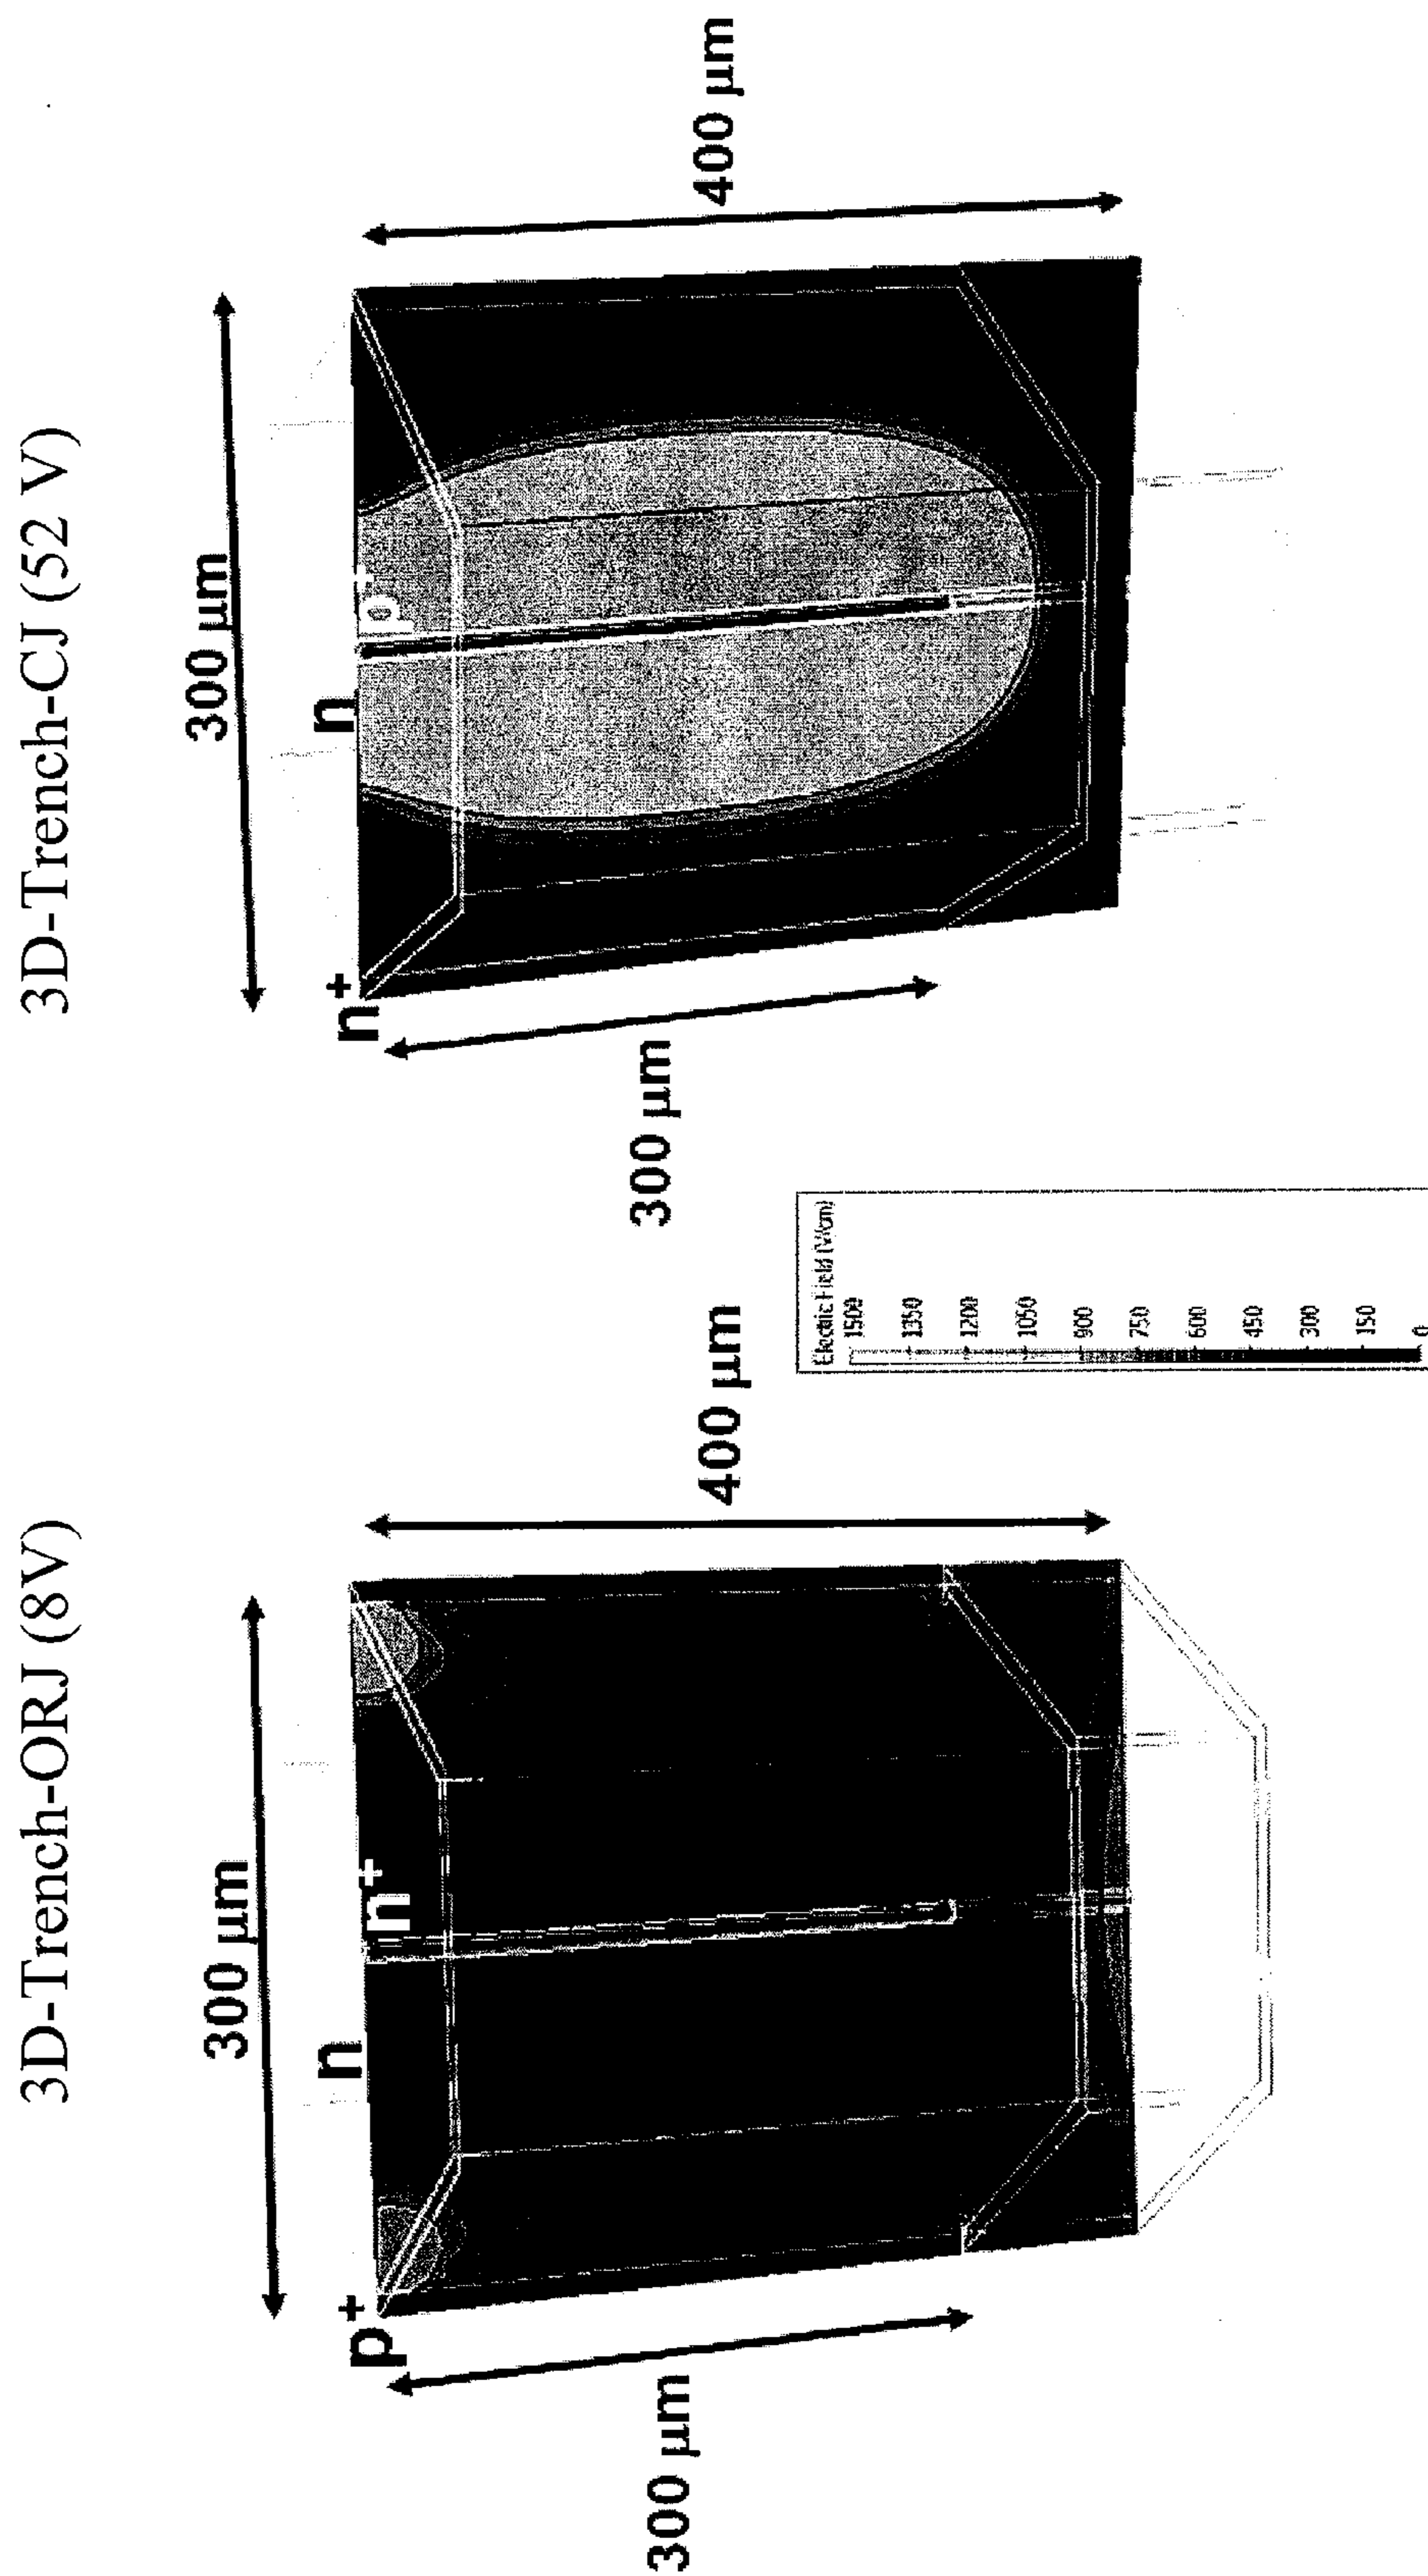 3D-Trench-ORJ (8V)
300 µm
p+
n
n+
300 µm
400 µm
Electric Field (V/cm)
1500
1350
1200
1050
900
750
600
450
300
150
0
3D-Trench-CJ (52 V)
300 µm
n+
n
p+
300 µm
400 µm